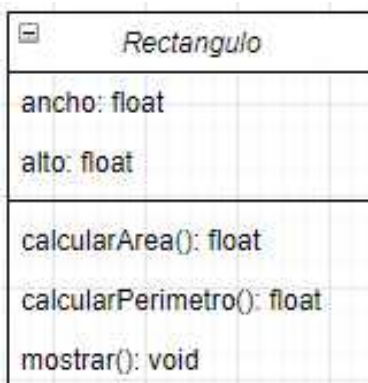 Rectangulo
ancho: float
alto: float
calcularArea(): float
calcularPerimetro(): float
mostrar(): void